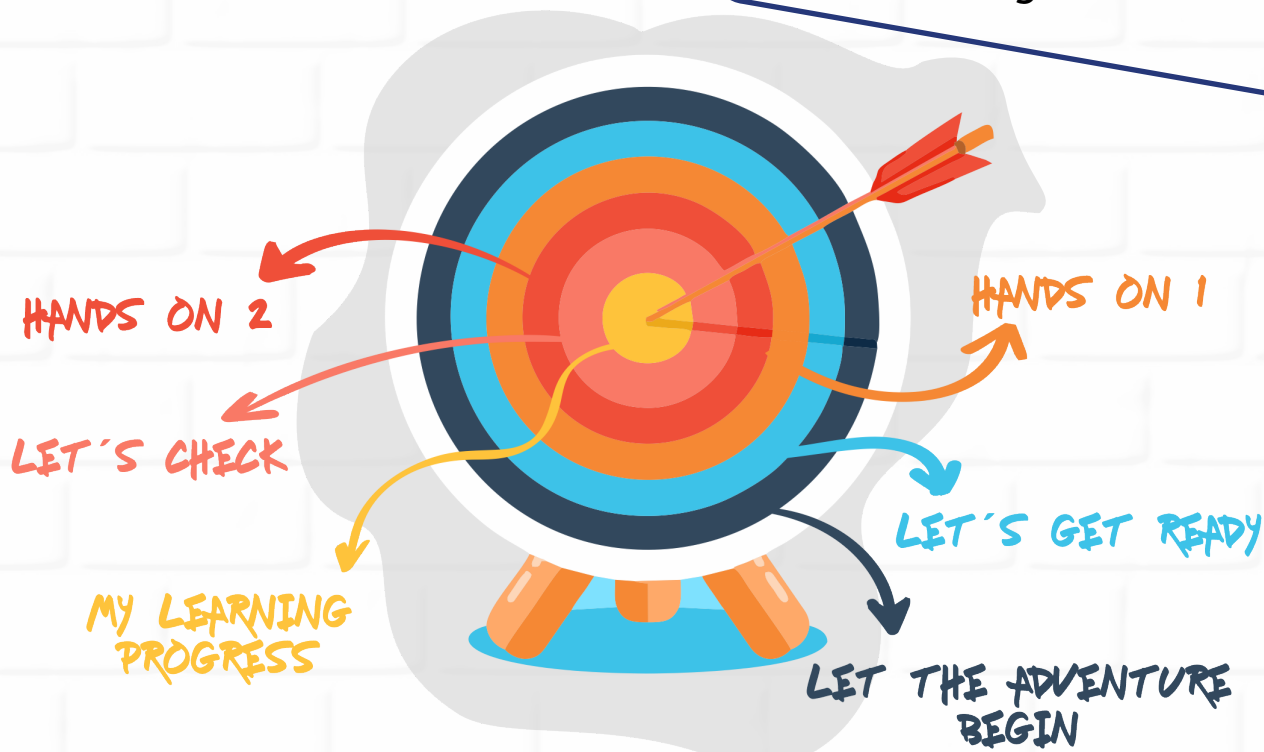 HANDS ON 2
HANDS ON 1
LET´S CHECK
LET´S GET READY
MY LEARNING
PROGRESS
LET THE ADVENTURE
BEGIN